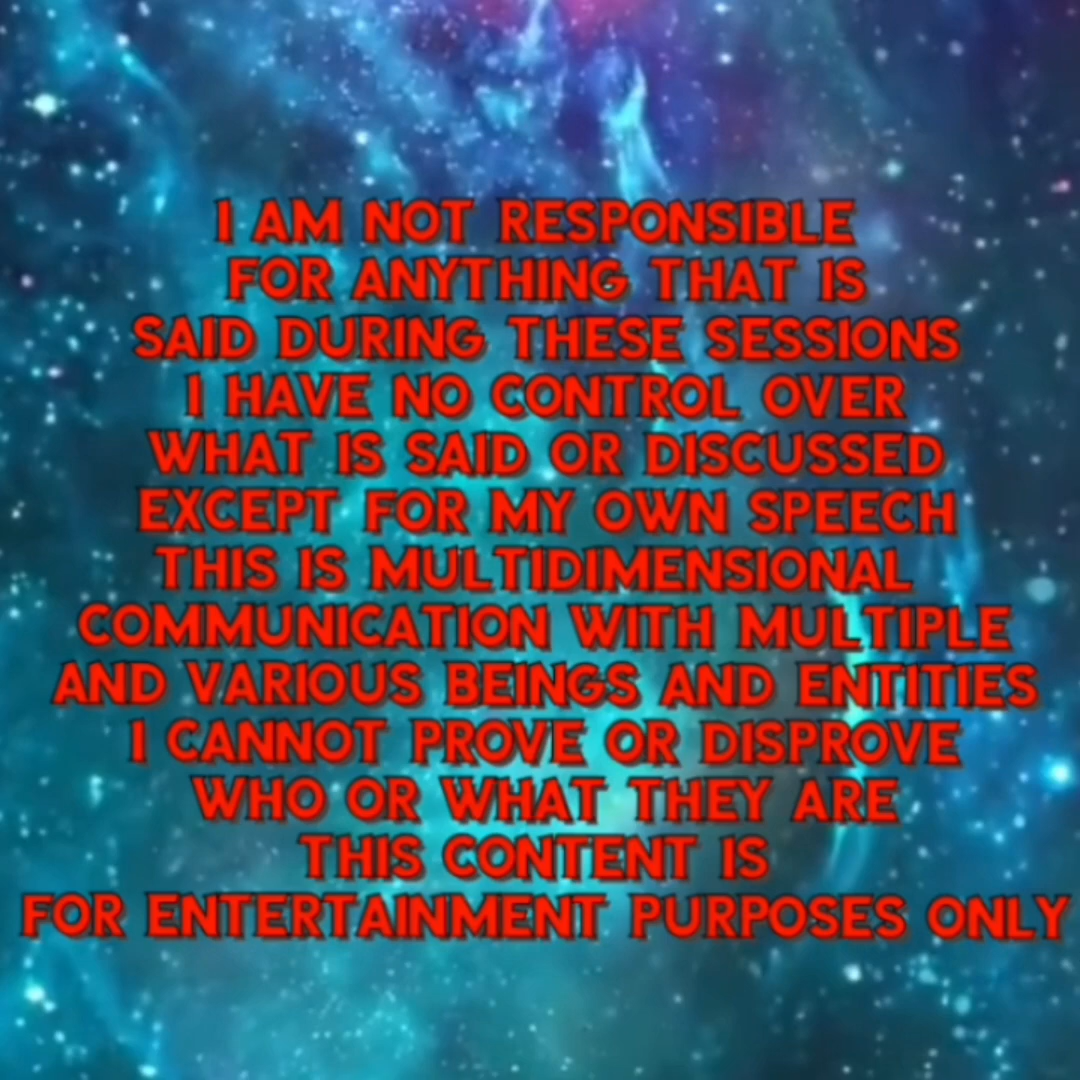 I AM NOT RESPONSIBLE
FOR ANYTHING THAT IS
SAID DURING THESE SESSIONS
I HAVE NO CONTROL OVER
WHAT IS SAID OR DISCUSSED
EXCEPT FOR MY OWN SPEECH
THIS IS MULTIDIMENSIONAL
COMMUNICATION WITH MULTIPLE
AND VARIOUS BEINGS AND ENTITIES
I CANNOT PROVE OR DISPROVE
WHO OR WHAT THEY ARE
THIS CONTENT IS
FOR ENTERTAINMENT PURPOSES ONLY